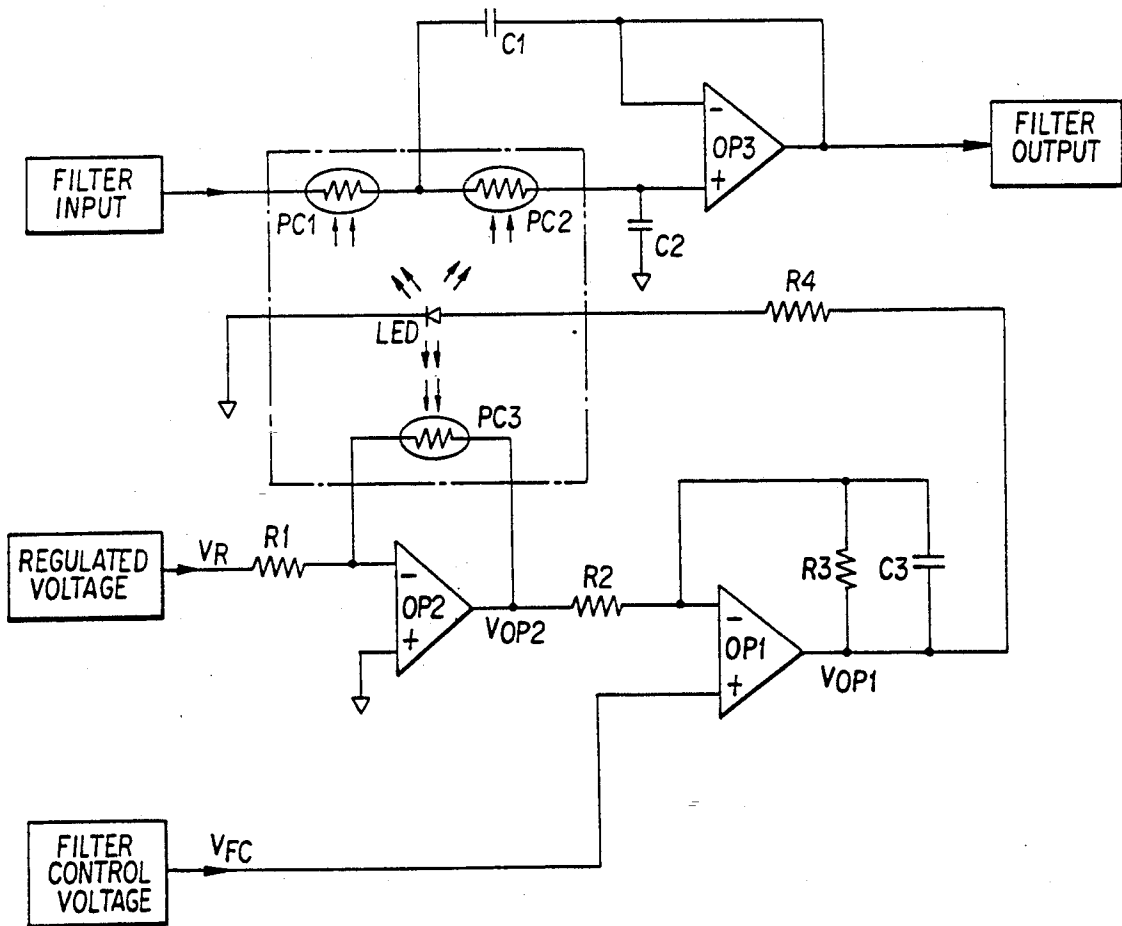 C1
FILTER
INPUT
PC1
PC2
-
OP3
+
C2
FILTER
OUTPUT
LED
R4
PC3
REGULATED
VOLTAGE
VR
R1
-
OP2
+
VOP2
R2
-
OP1
+
R3
C3
VOP1
FILTER
CONTROL
VOLTAGE
VFC